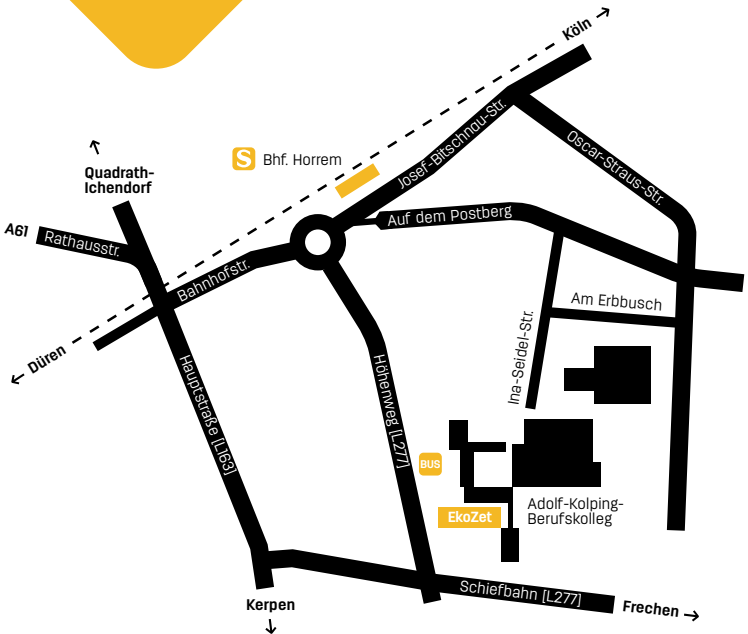 Köln
Josef-Bitschnau-Str.
Oscar-Straus-Str.
S Bhf. Horrem
Quadrath-
Ichendorf
A61
Rathausstr.
Auf dem Postberg
Bahnhofstr.
Am Erbbusch
Ina-Seidel-Str.
Düren
Hauptstraße [L163]
Höhenweg [L277]
BUS
EkoZet
Adolf-Kolping-
Berufskolleg
Schiefbahn [L277]
Kerpen
Frechen